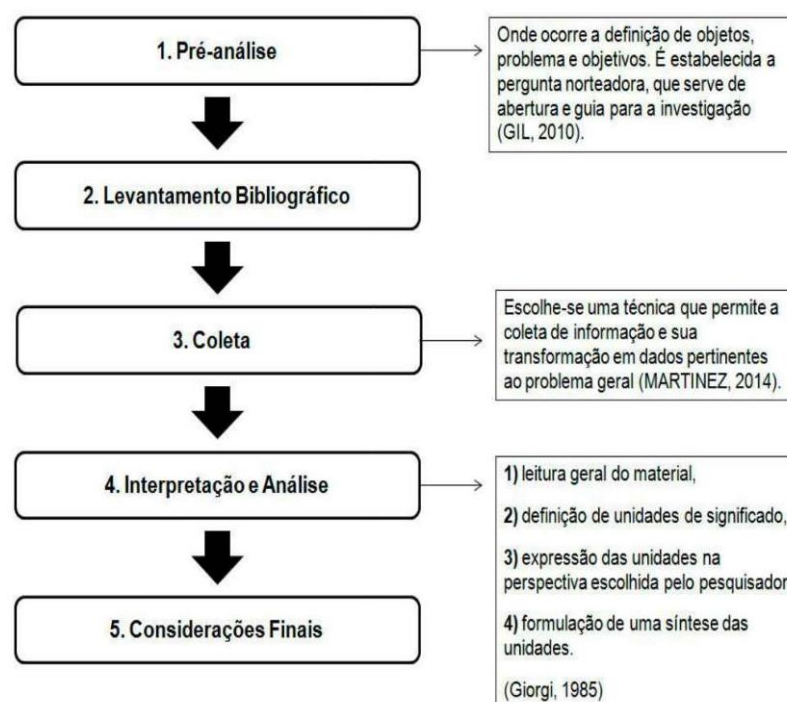 1. Pré-análise
Onde ocorre a definição de objetos,
problema e objetivos. É estabelecida a
pergunta norteadora, que serve de
abertura e guia para a investigação
(GIL, 2010).
2. Levantamento Bibliográfico
3. Coleta
Escolhe-se uma técnica que permite a
coleta de informação e sua
transformação em dados pertinentes
ao problema geral (MARTINEZ, 2014).
4. Interpretação e Análise
1) leitura geral do material,
2) definição de unidades de significado,
3) expressão das unidades na
perspectiva escolhida pelo pesquisador
4) formulação de uma síntese das
unidades.
(Giorgi, 1985)
5. Considerações Finais